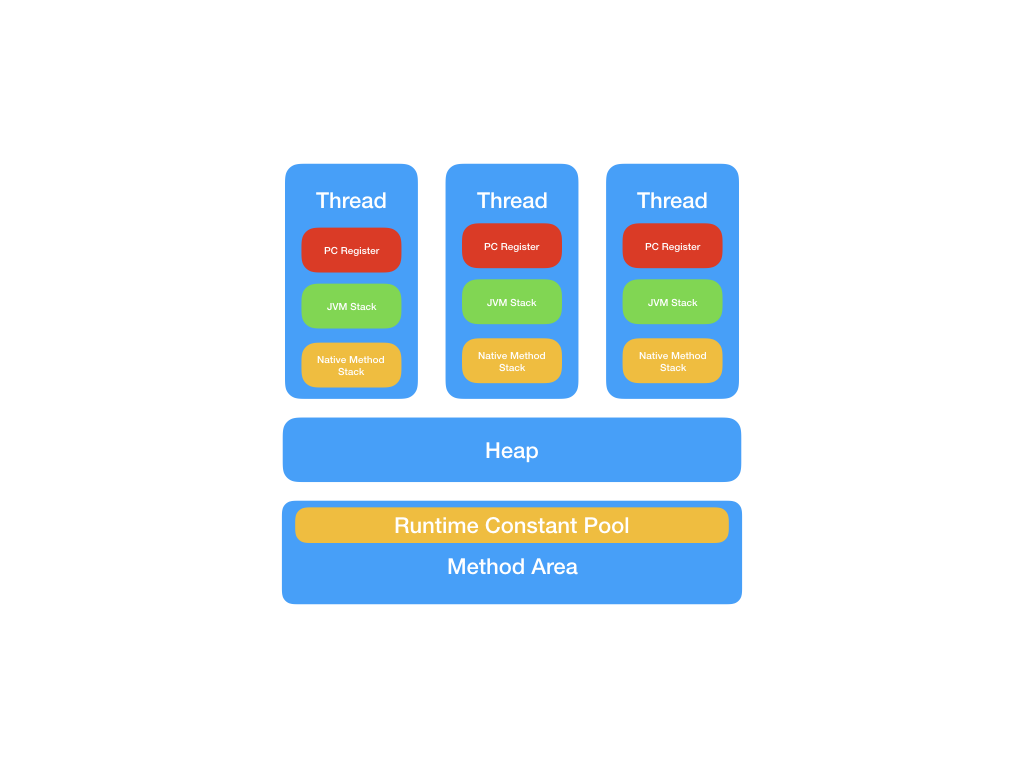 Thread
PC Register
JVM Stack
Native Method
Stack
Thread
PC Register
JVM Stack
Native Method
Stack
Thread
PC Register
JVM Stack
Native Method
Stack
Heap
Runtime Constant Pool
Method Area